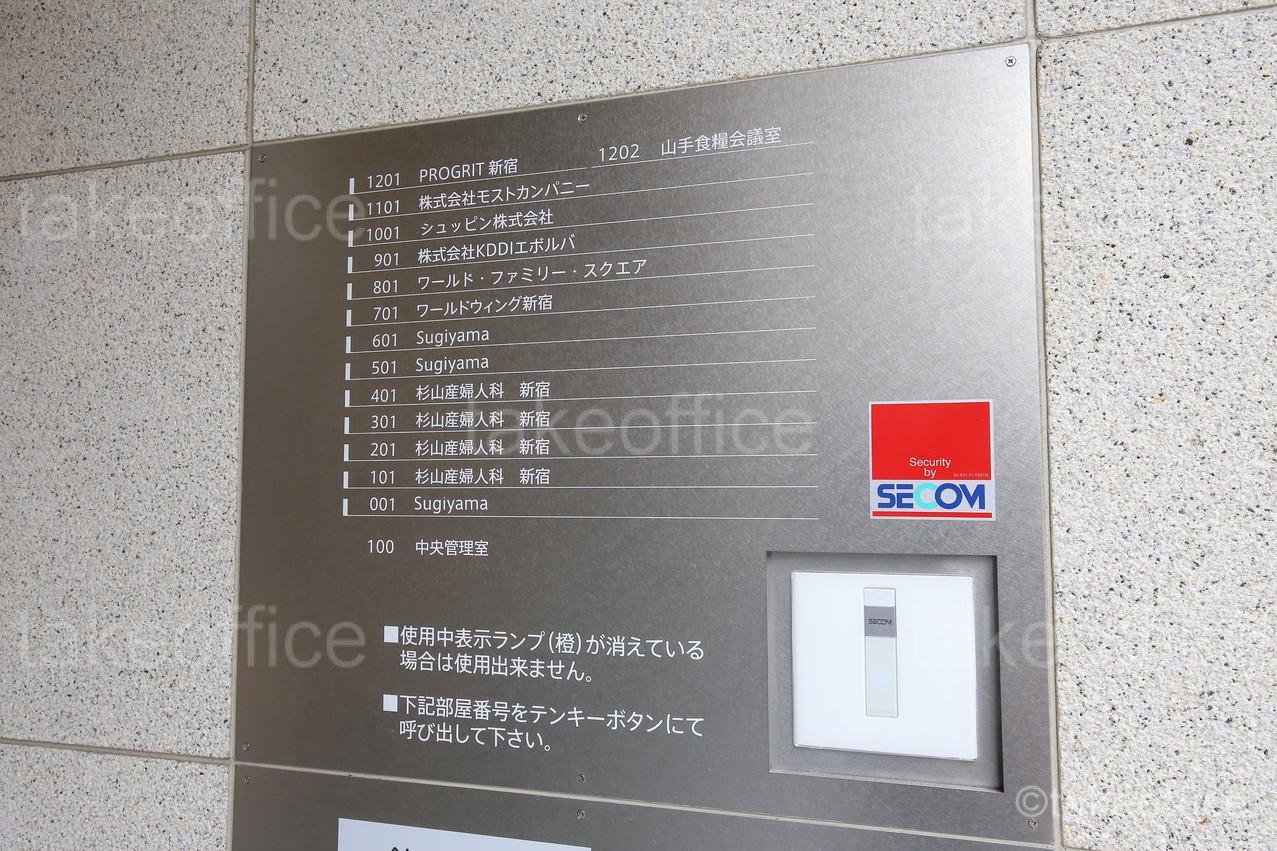 1201 PROGRIT 新宿 1202 山手食糧会議室
1101 株式会社モストカンパニー
1001 シュッピン株式会社
901 株式会社KDDIエボルバ
801 ワールド・ファミリー・スクエア
701 ワールドウィング新宿
601 Sugiyama
501 Sugiyama
401 杉山産婦人科 新宿
301 杉山産婦人科 新宿
201 杉山産婦人科 新宿
101 杉山産婦人科 新宿
001 Sugiyama
100 中央管理室
■使用中表示ランプ(橙)が消えている
場合は使用出来ません。
■下記部屋番号をテンキーボタンにて
呼び出して下さい。
Security
by
SECOM
SECOM
takeoffice
takeoffice
takeoffice
takeoffice